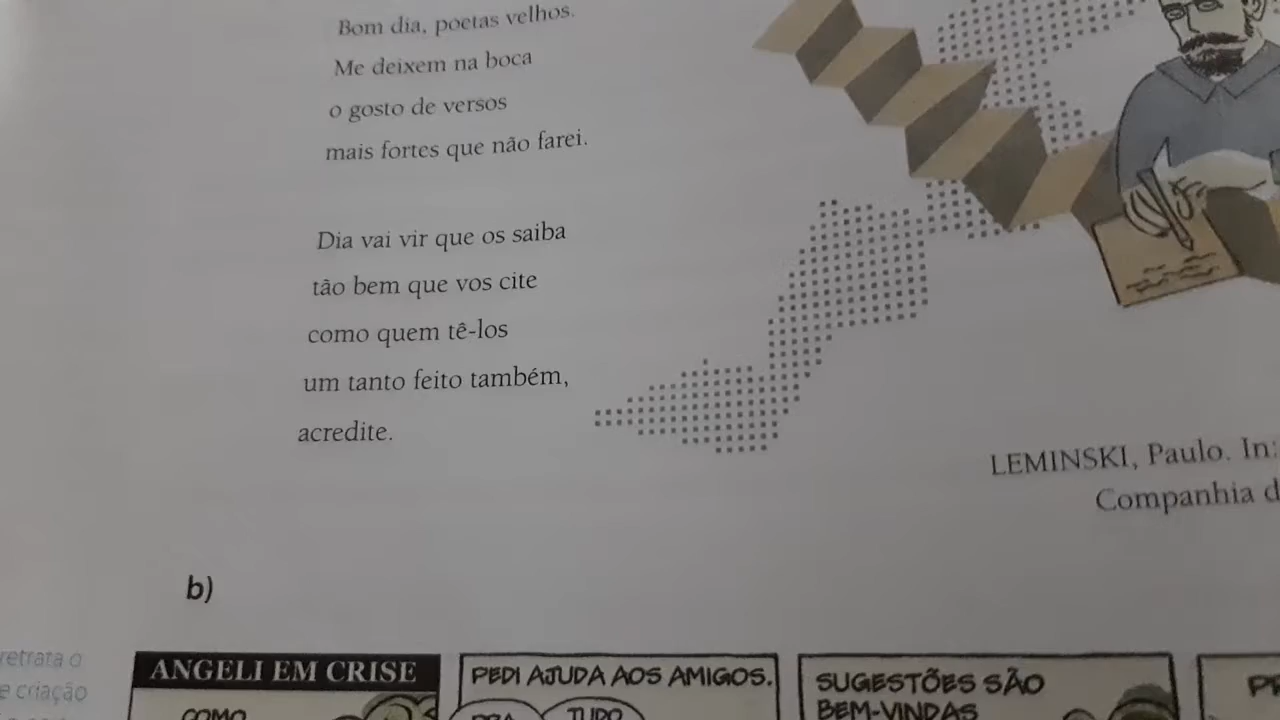 Bom dia, poetas velhos.
Me deixem na boca
o gosto de versos
mais fortes que não farei.
Dia vai vir que os saiba
tão bem que vos cite
como quem tê-los
um tanto feito também,
acredite.
LEMINSKI, Paulo. In:
Companhia d
b)
retrata o
e criação
ANGELI EM CRISE
COMO
PEDI AJUDA AOS AMIGOS.
TUDO
SUGESTÕES SÃO
BEM-VINDAS